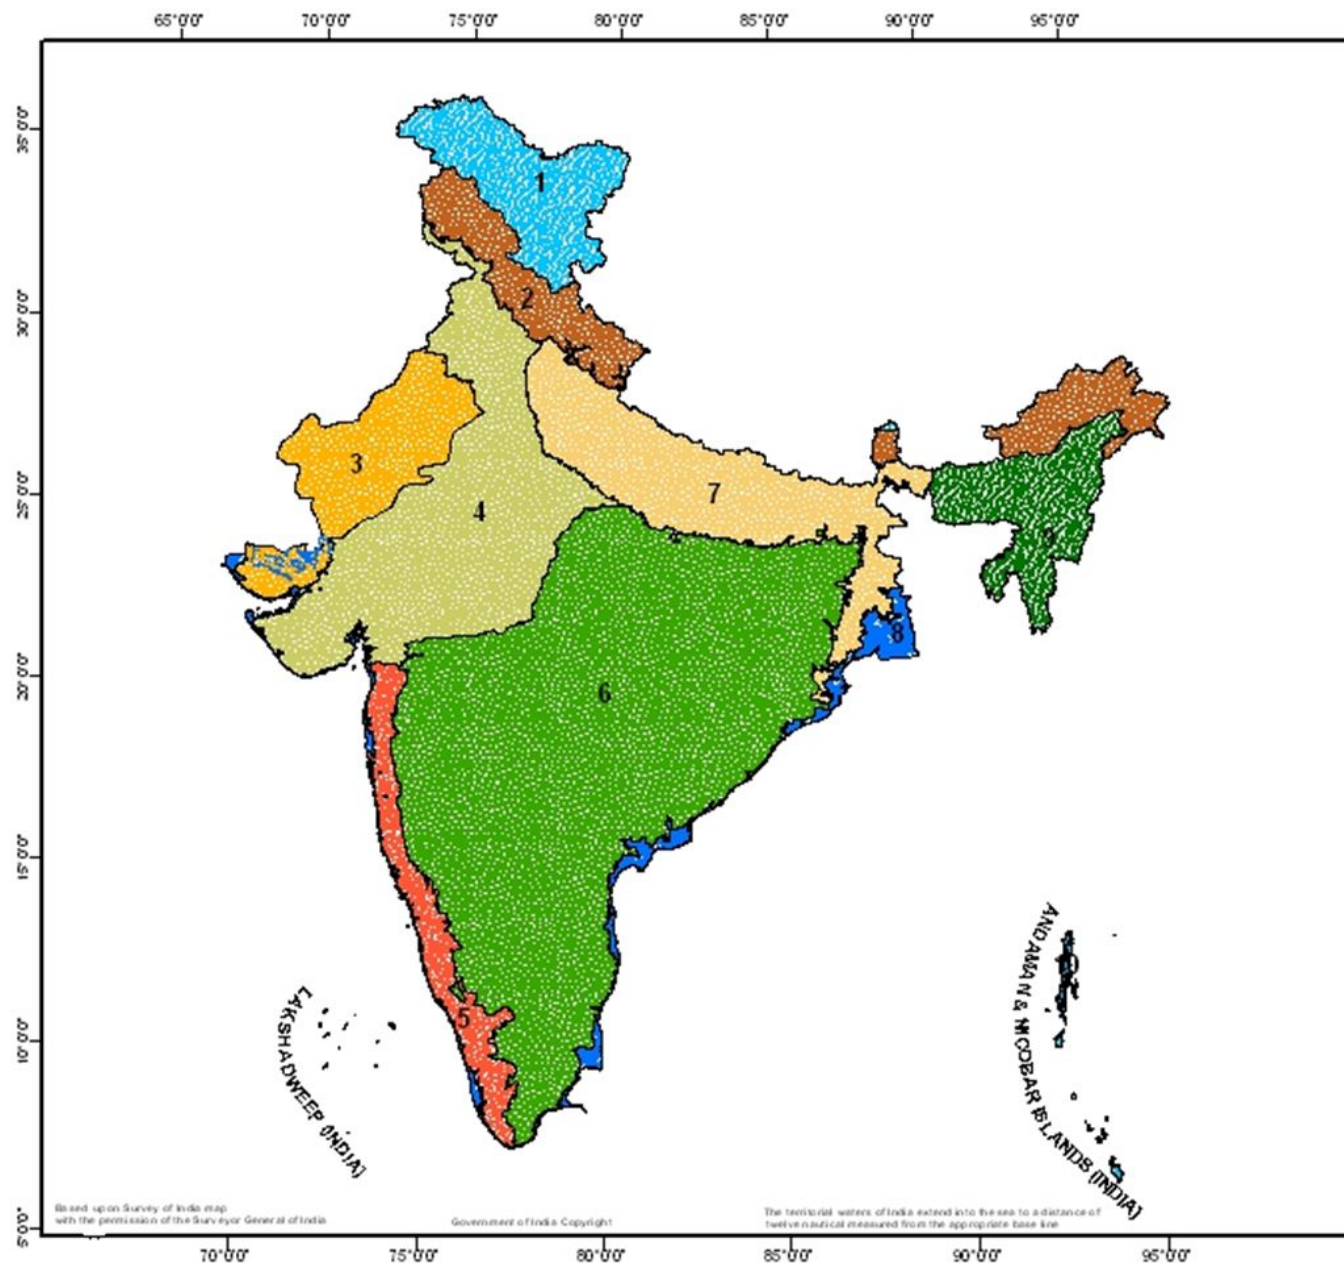 65°0'0" 70°0'0" 75°0'0" 80°0'0" 85°0'0" 90°0'0" 95°0'0"
35°0'0"
1
2
30°0'0"
3
7
25°0'0"
4
8
20°0'0"
6
15°0'0"
ANDAMAN & NICOBAR ISLANDS (INDIA)
LAKSHADWEEP (INDIA)
5
10°0'0"
Based upon Survey of India map
with the permission of the Surveyor General of India
Government of India Copyright
The territorial waters of India extend into the sea to a distance of
twelve nautical measured from the appropriate base line
5°0'0"
70°0'0" 75°0'0" 80°0'0" 85°0'0" 90°0'0" 95°0'0"